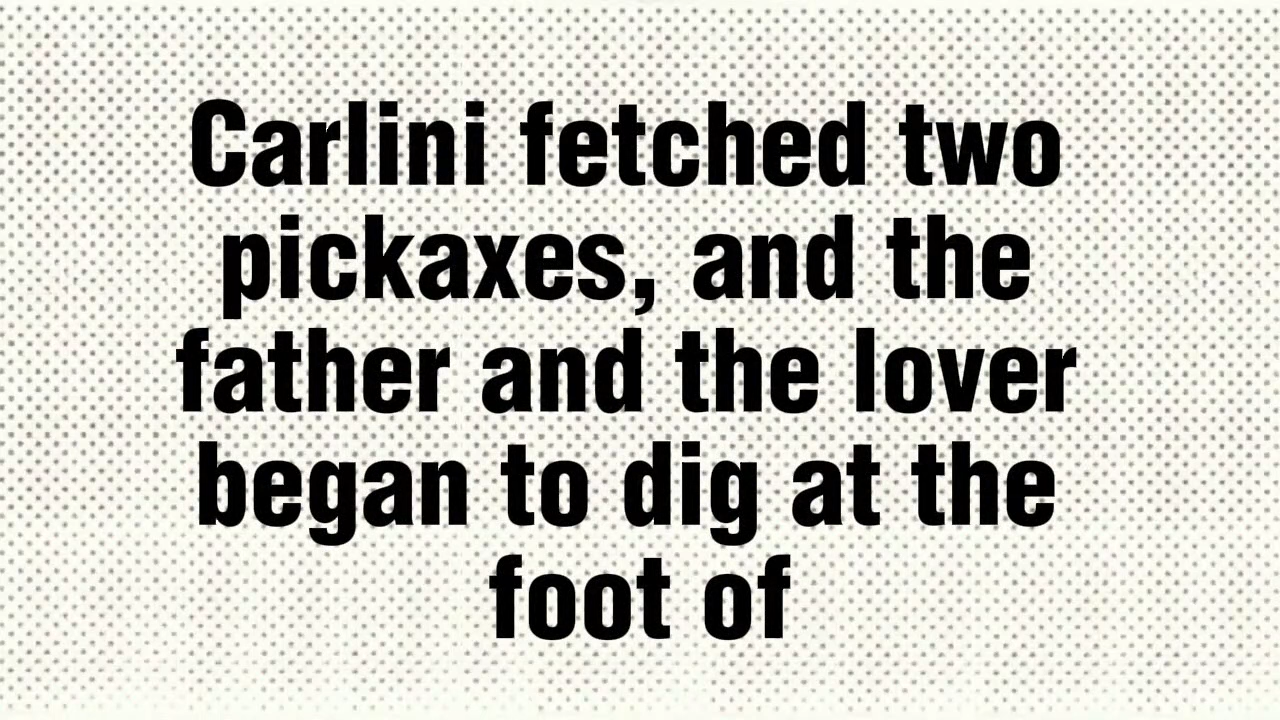 Carlini fetched two
pickaxes, and the
father and the lover
began to dig at the
foot of